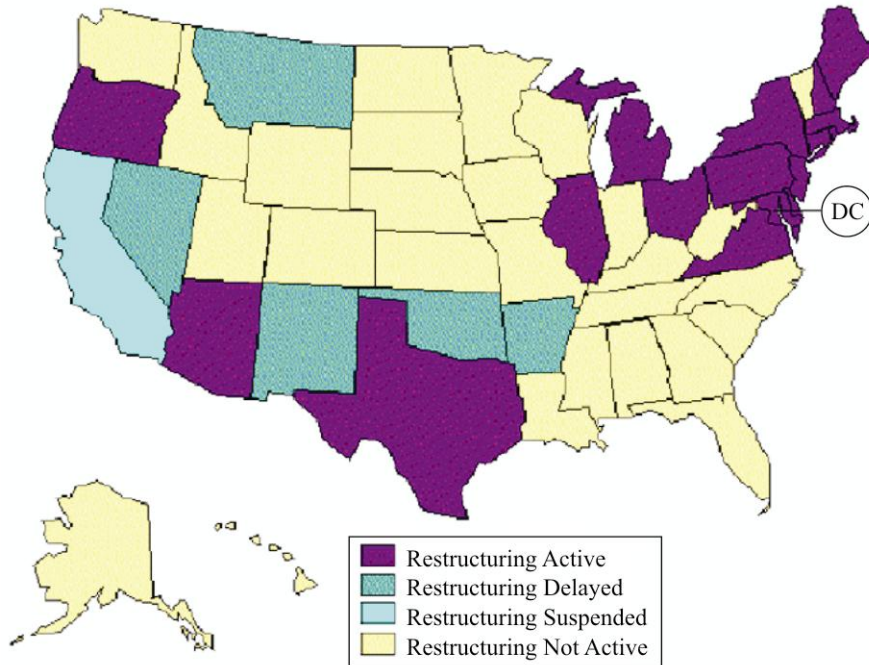 DC
Restructuring Active
Restructuring Delayed
Restructuring Suspended
Restructuring Not Active